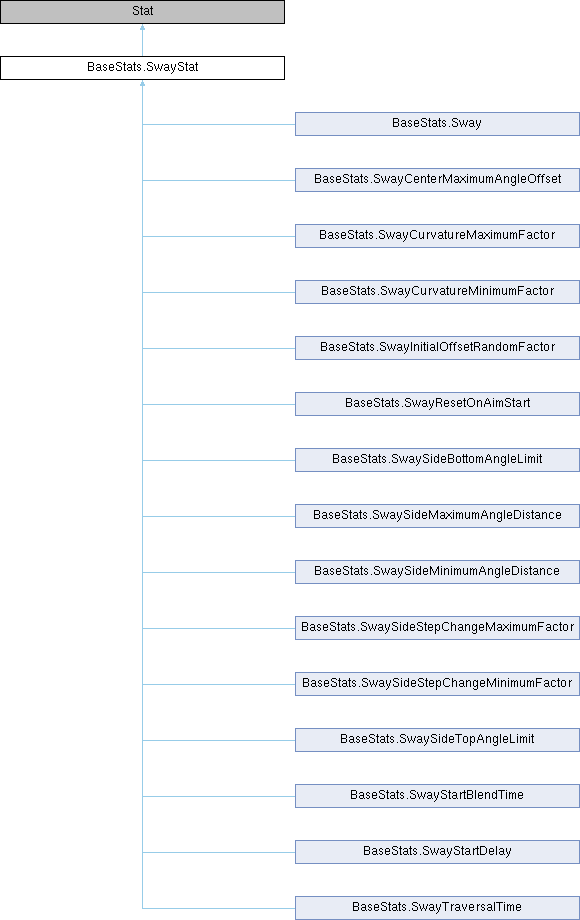 Stat
BaseStats.SwayStat
BaseStats.Sway
BaseStats.SwayCenterMaximumAngleOffset
BaseStats.SwayCurvatureMaximumFactor
BaseStats.SwayCurvatureMinimumFactor
BaseStats.SwayInitialOffsetRandomFactor
BaseStats.SwayResetOnAimStart
BaseStats.SwaySideBottomAngleLimit
BaseStats.SwaySideMaximumAngleDistance
BaseStats.SwaySideMinimumAngleDistance
BaseStats.SwaySideStepChangeMaximumFactor
BaseStats.SwaySideStepChangeMinimumFactor
BaseStats.SwaySideTopAngleLimit
BaseStats.SwayStartBlendTime
BaseStats.SwayStartDelay
BaseStats.SwayTraversalTime